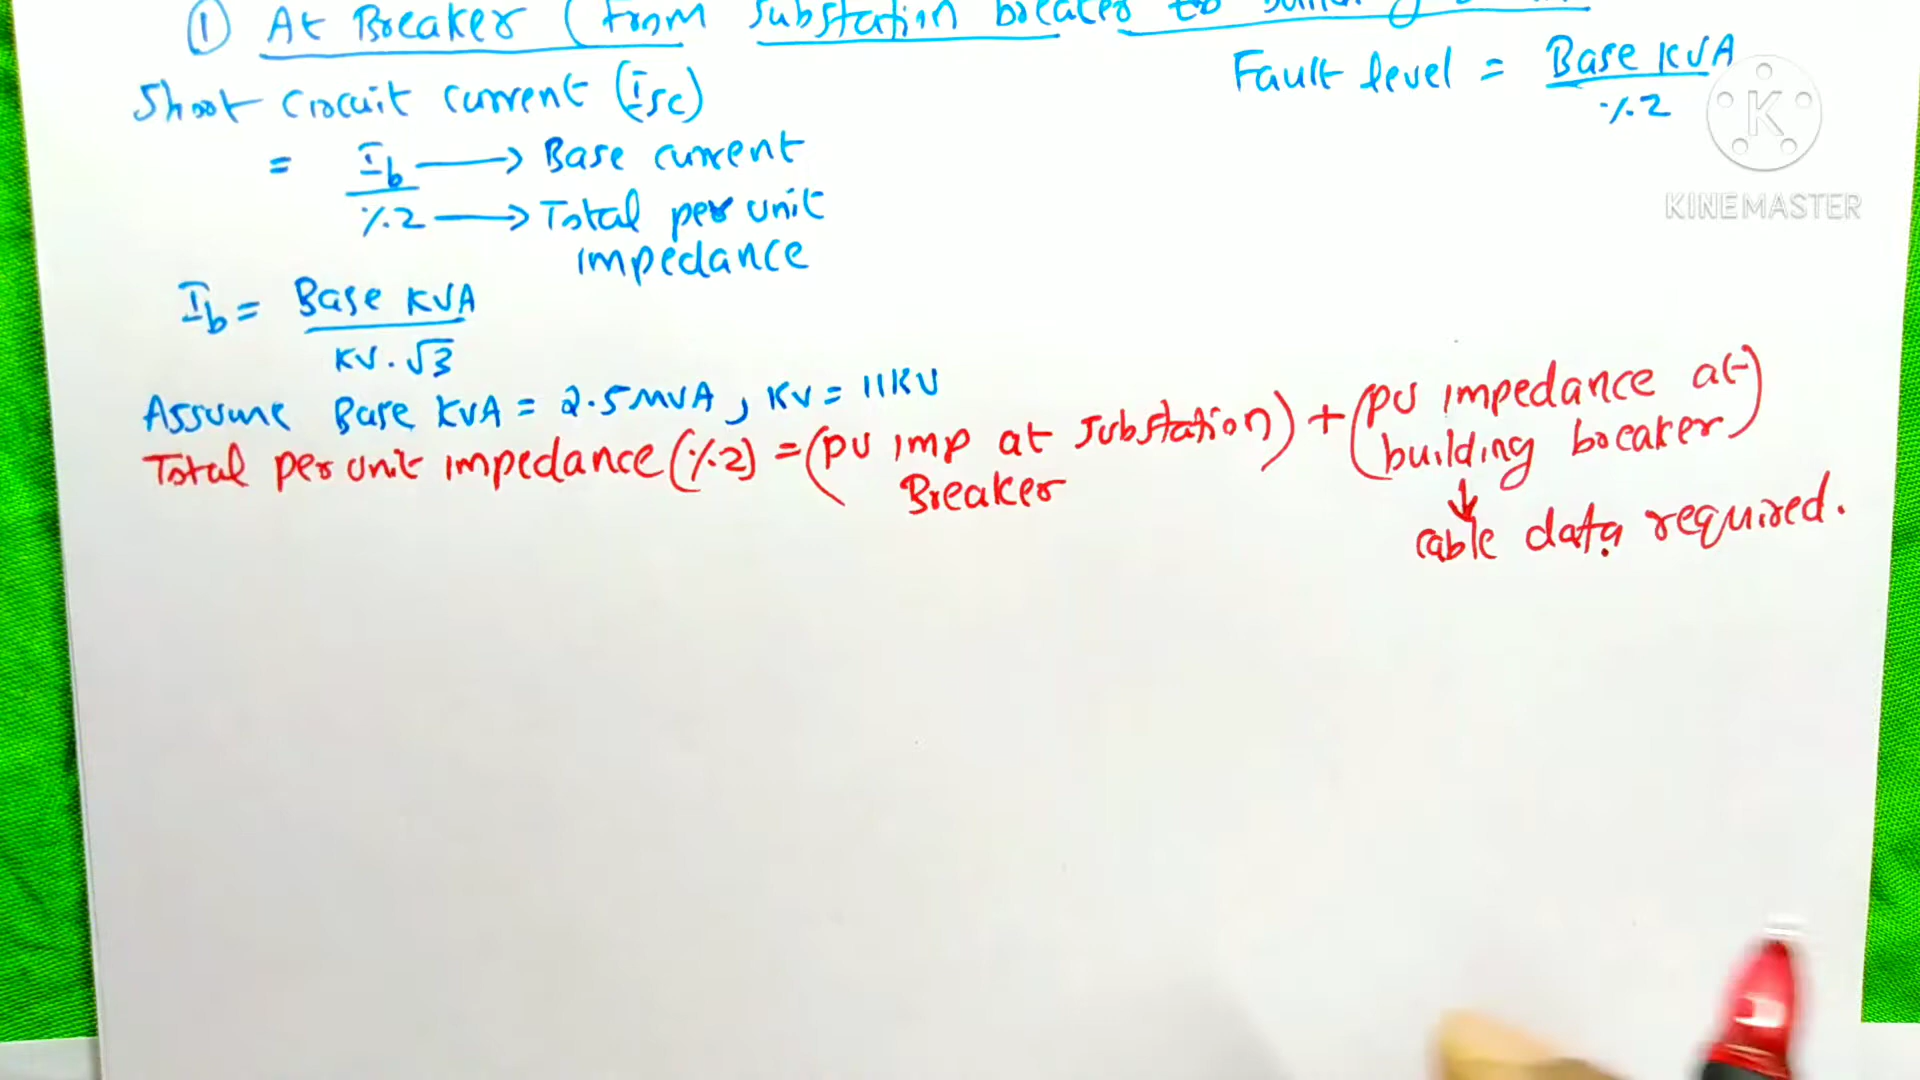 ① At Breaker (from substation breaker to
Short Circuit current (Isc)
= Ib → Base current
%Z → Total per unit
impedance
Fault level = Base KVA
%Z
Ib = Base KVA
KV . √3
Assume Base KVA = 2.5MVA, KV = 11KV
Total per unit impedance (%Z) = (PU imp at substation) + (PU impedance at
Breaker
building breaker)
↓
cable data required.
K
KINEMASTER